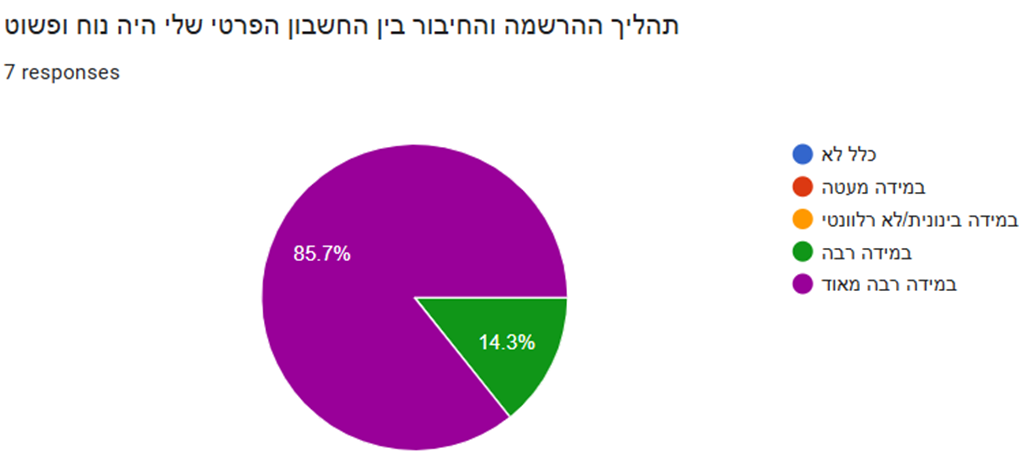 תהליך ההרשמה והחיבור בין החשבון הפרטי שלי היה נוח ופשוט
7 responses
כלל לא
במידה מעטה
במידה בינונית/לא רלוונטי
במידה רבה
במידה רבה מאוד
85.7%
14.3%